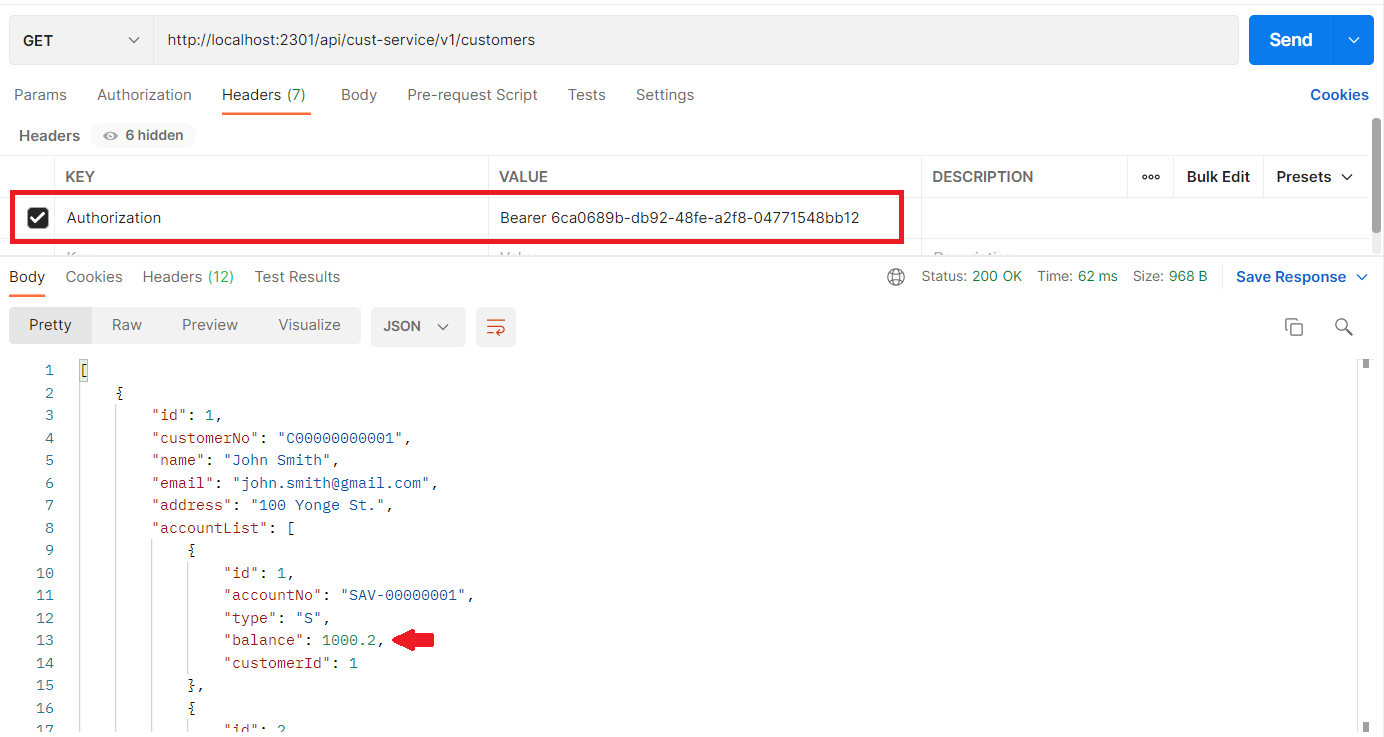 GET http://localhost:2301/api/cust-service/v1/customers Send
Params Authorization Headers (7) Body Pre-request Script Tests Settings Cookies
Headers 6 hidden
KEY VALUE DESCRIPTION ooo Bulk Edit Presets
Authorization Bearer 6ca0689b-db92-48fe-a2f8-04771548bb12
Body Cookies Headers (12) Test Results Status: 200 OK Time: 62 ms Size: 968 B Save Response
Pretty Raw Preview Visualize JSON
1 [
2 {
3 "id": 1,
4 "customerNo": "C00000000001",
5 "name": "John Smith",
6 "email": "john.smith@gmail.com",
7 "address": "100 Yonge St.",
8 "accountList": [
9 {
10 "id": 1,
11 "accountNo": "SAV-00000001",
12 "type": "S",
13 "balance": 1000.2,
14 "customerId": 1
15 },
16 {
17 "id": 2